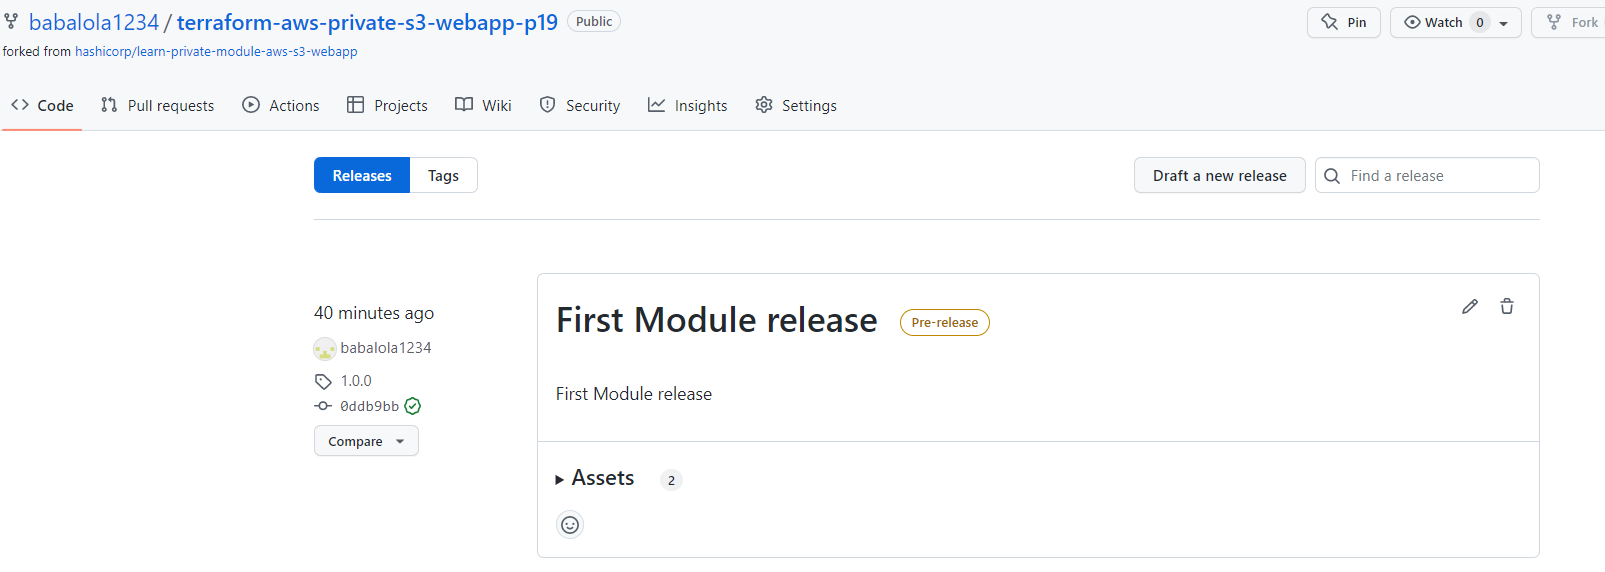 babalola1234 / terraform-aws-private-s3-webapp-p19 Public Pin Watch 0 Fork
forked from hashicorp/learn-private-module-aws-s3-webapp
Code Pull requests Actions Projects Wiki Security Insights Settings
Releases Tags Draft a new release Find a release
40 minutes ago
babalola1234
1.0.0
0ddb9bb
Compare
First Module release Pre-release
First Module release
Assets 2